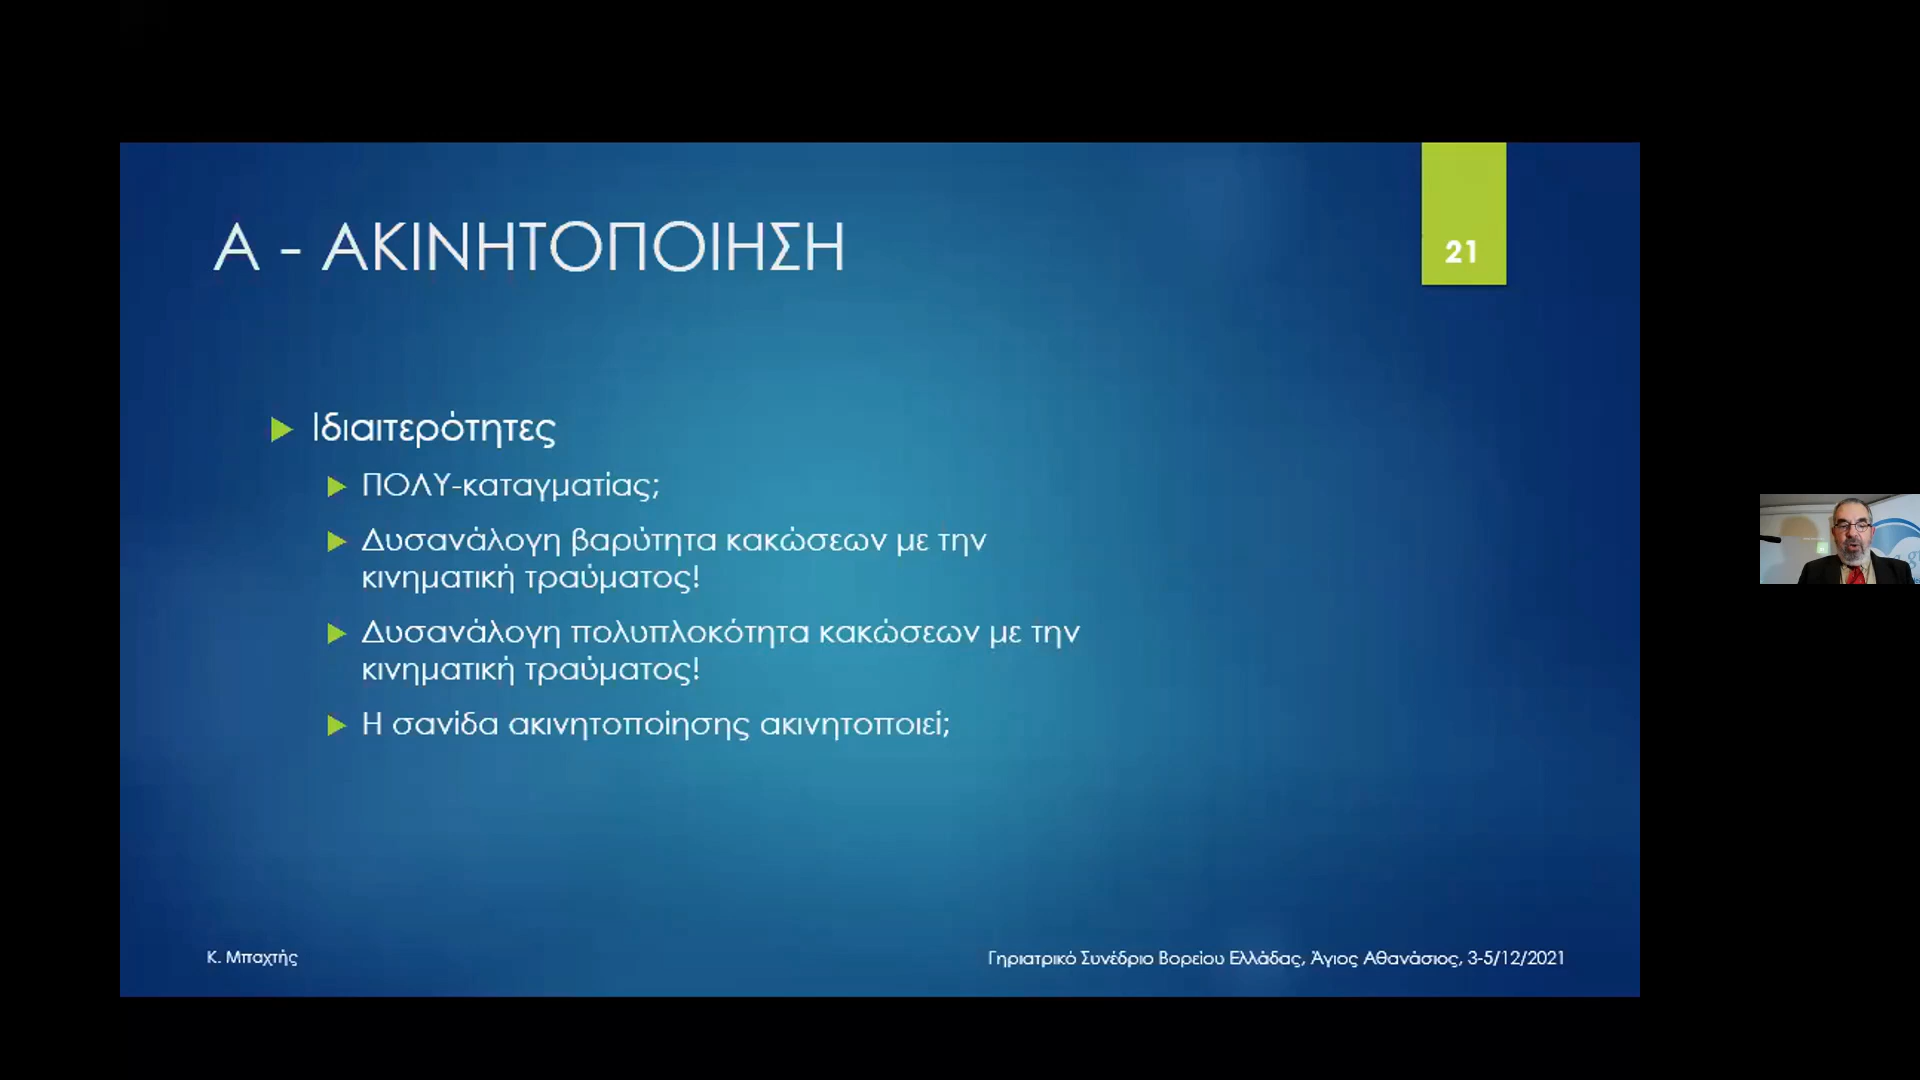 Α - ΑΚΙΝΗΤΟΠΟΙΗΣΗ
21
Ιδιαιτερότητες
ΠΟΛΥ-καταγματίας;
Δυσανάλογη βαρύτητα κακώσεων με την
κινηματική τραύματος!
Δυσανάλογη πολυπλοκότητα κακώσεων με την
κινηματική τραύματος!
Η σανίδα ακινητοποίησης ακινητοποιεί;
Κ. Μπαχτής
Γηριατρικό Συνέδριο Βορείου Ελλάδας, Άγιος Αθανάσιος, 3-5/12/2021